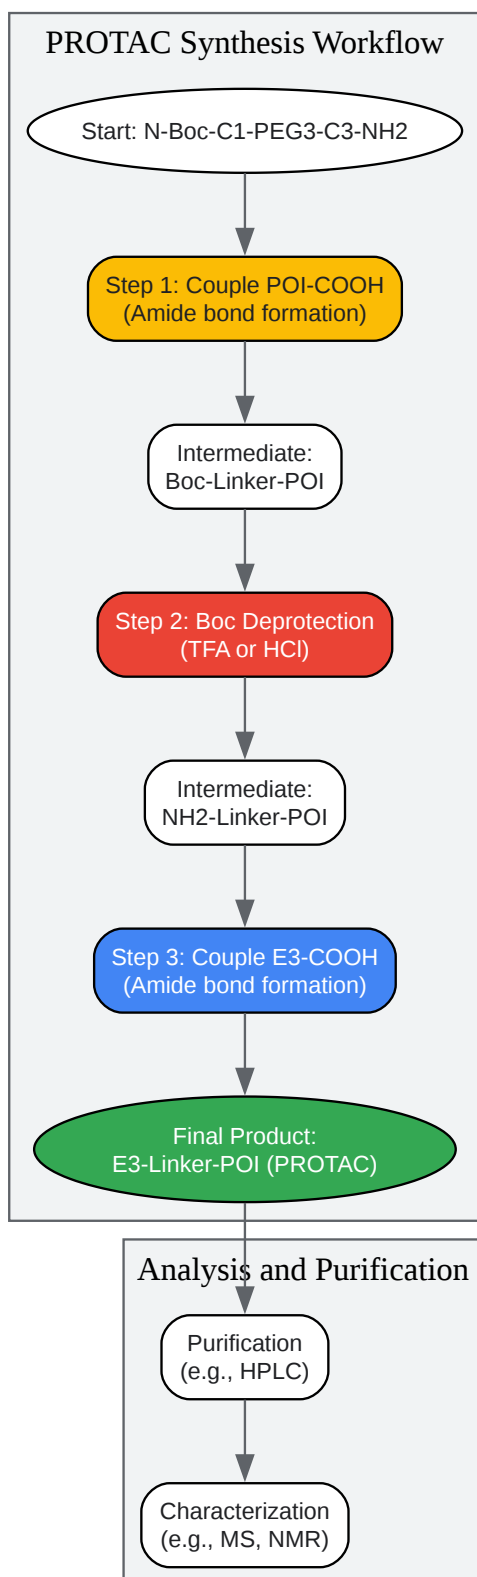 PROTAC Synthesis Workflow
Start: N-Boc-C1-PEG3-C3-NH2
Step 1: Couple POI-COOH
(Amide bond formation)
Intermediate:
Boc-Linker-POI
Step 2: Boc Deprotection
(TFA or HCl)
Intermediate:
NH2-Linker-POI
Step 3: Couple E3-COOH
(Amide bond formation)
Final Product:
E3-Linker-POI (PROTAC)
Analysis and Purification
Purification
(e.g., HPLC)
Characterization
(e.g., MS, NMR)